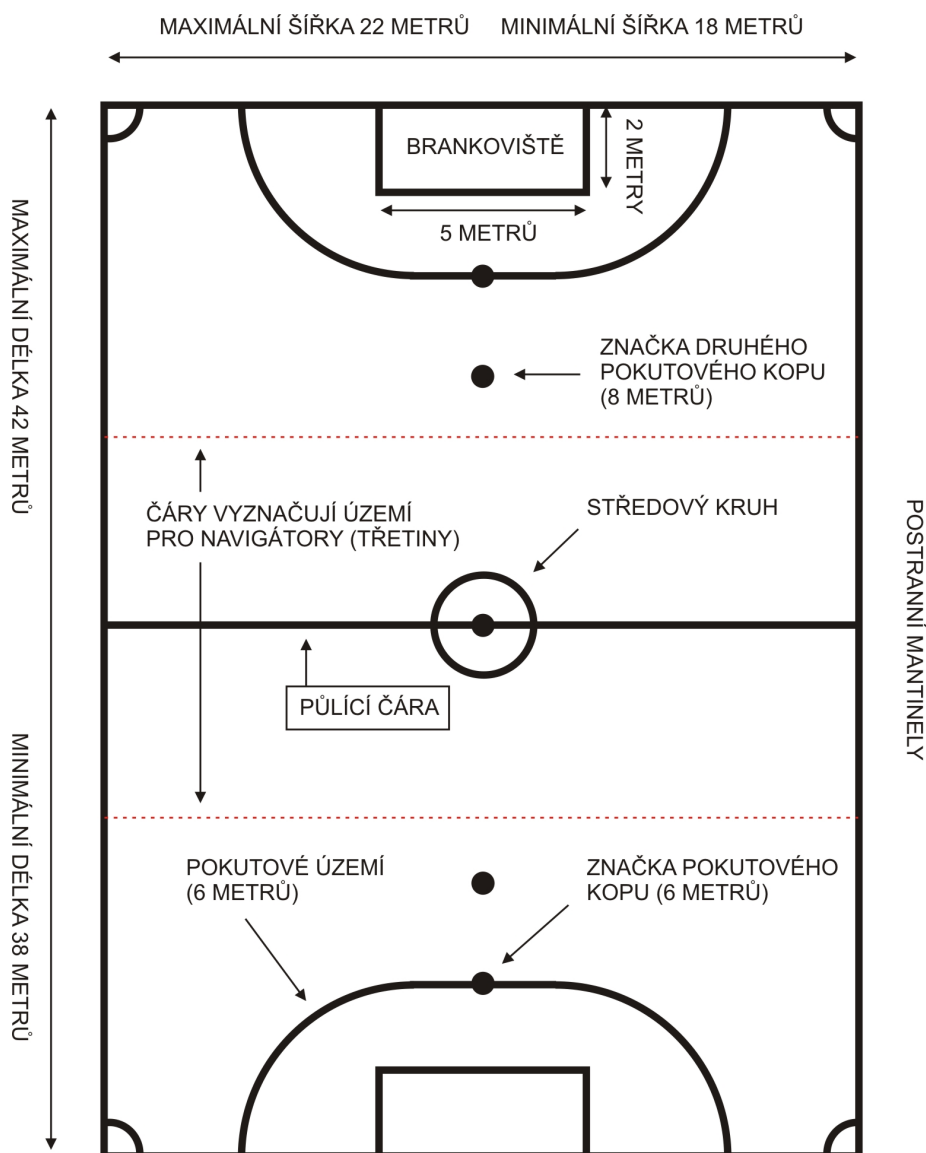 MAXIMÁLNÍ ŠÍŘKA 22 METRŮ MINIMÁLNÍ ŠÍŘKA 18 METRŮ
BRANKOVIŠTĚ
2 METRY
5 METRŮ
MAXIMÁLNÍ DÉLKA 42 METRŮ
ZNAČKA DRUHÉHO
POKUTOVÉHO KOPU
(8 METRŮ)
ČÁRY VYZNAČUJÍ ÚZEMÍ
PRO NAVIGÁTORY (TŘETINY)
STŘEDOVÝ KRUH
POSTRANNÍ MANTINELY
PŮLÍCÍ ČÁRA
MINIMÁLNÍ DÉLKA 38 METRŮ
POKUTOVÉ ÚZEMÍ
(6 METRŮ)
ZNAČKA POKUTOVÉHO
KOPU (6 METRŮ)